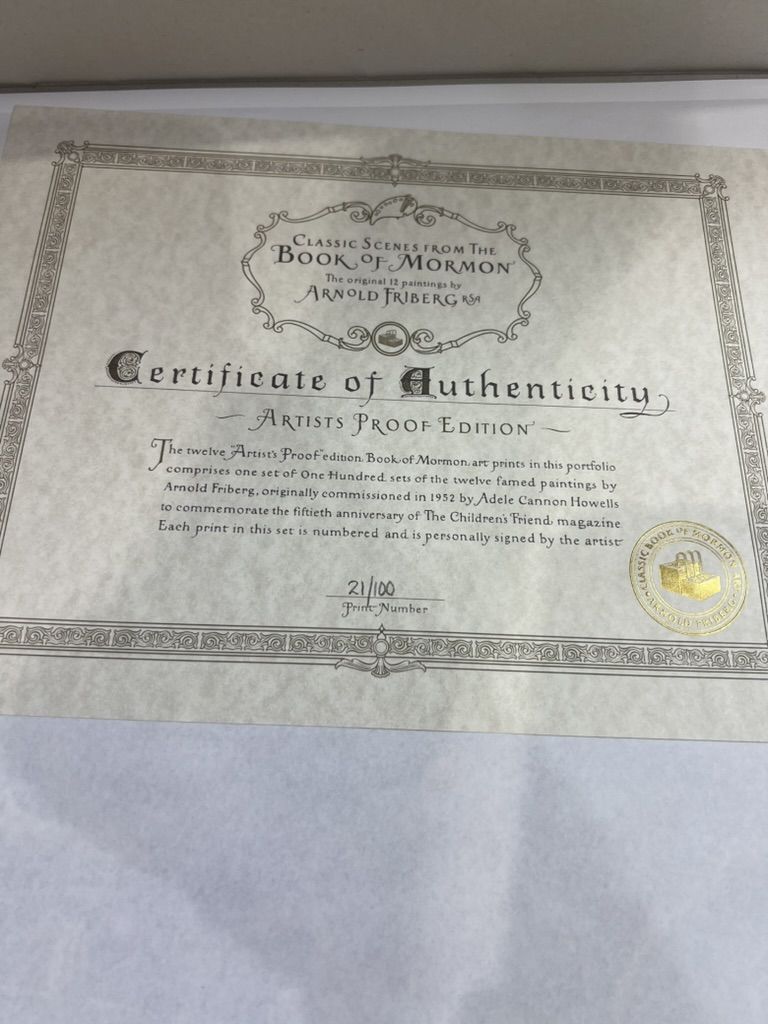 CLASSIC SCENES FROM THE
BOOK OF MORMON
The original 12 paintings by
ARNOLD FRIBERG RSA
Certificate of Authenticity
ARTISTS PROOF EDITION
The twelve "Artist's Proof" edition Book of Mormon art prints in this portfolio
comprises one set of One Hundred sets of the twelve famed paintings by
Arnold Friberg, originally commissioned in 1952 by Adele Cannon Howells
to commemorate the fiftieth anniversary of The Children's Friend magazine
Each print in this set is numbered and is personally signed by the artist
21/100
Print Number
CLASSIC BOOK OF MORMON ART
ARNOLD FRIBERG